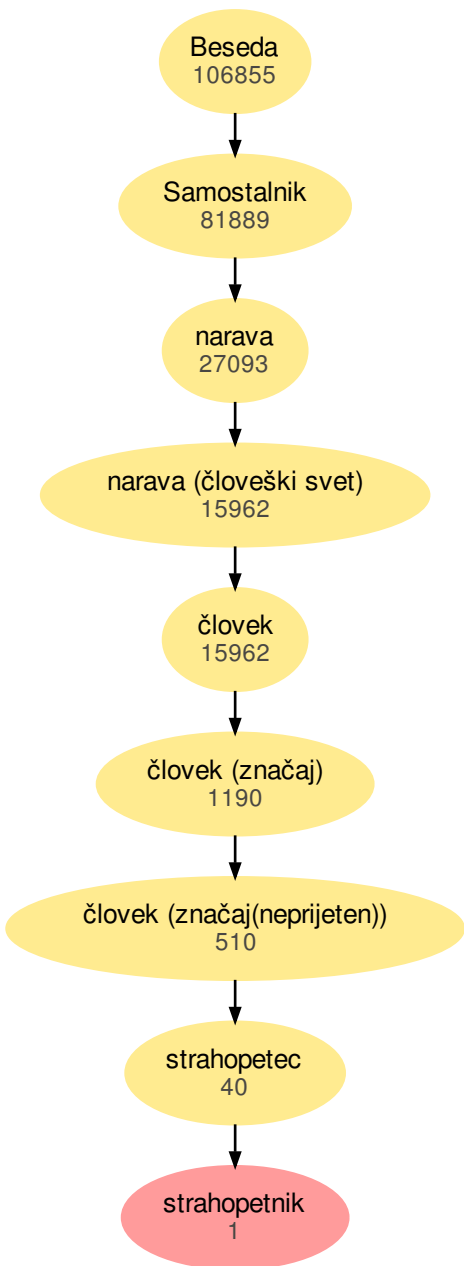 Beseda
106855
Samostalnik
81889
narava
27093
narava (človeški svet)
15962
človek
15962
človek (značaj)
1190
človek (značaj(neprijeten))
510
strahopetec
40
strahopetnik
1